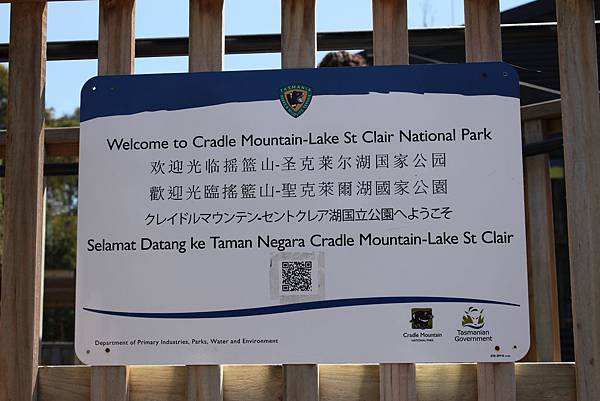 TASMANIA
Welcome to Cradle Mountain-Lake St Clair National Park
欢迎光临摇篮山-圣克莱尔湖国家公园
歡迎光臨搖籃山-聖克萊爾湖國家公園
クレイドルマウンテン-セントクレア湖国立公園へようこそ
Selamat Datang ke Taman Negara Cradle Mountain-Lake St Clair
Department of Primary Industries, Parks, Water and Environment
Cradle Mountain
NATIONAL PARK
Tasmanian
Government